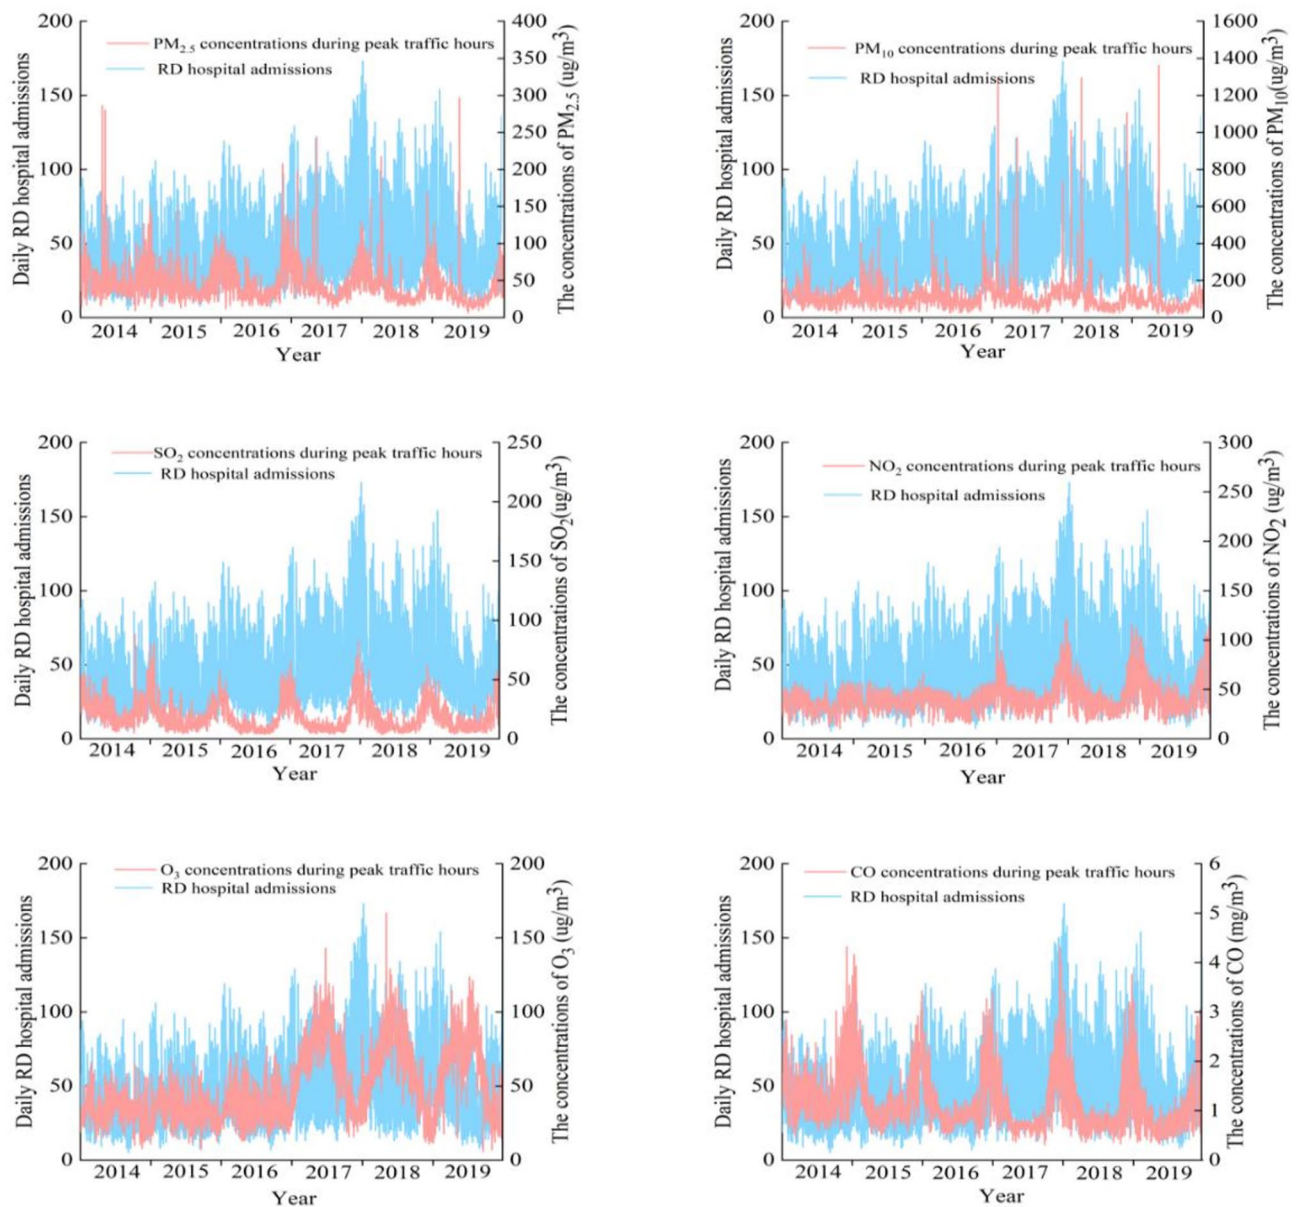 PM2.5 concentrations during peak traffic hours
RD hospital admissions
Daily RD hospital admissions
200
150
100
50
0
The concentrations of PM2.5 (ug/m3)
400
350
300
250
200
150
100
50
0
2014 2015 2016 2017 2018 2019
Year
PM10 concentrations during peak traffic hours
RD hospital admissions
Daily RD hospital admissions
200
150
100
50
0
The concentrations of PM10(ug/m3)
1600
1400
1200
1000
800
600
400
200
0
2014 2015 2016 2017 2018 2019
Year
SO2 concentrations during peak traffic hours
RD hospital admissions
Daily RD hospital admissions
200
150
100
50
0
The concentrations of SO2(ug/m3)
250
200
150
100
50
0
2014 2015 2016 2017 2018 2019
Year
NO2 concentrations during peak traffic hours
RD hospital admissions
Daily RD hospital admissions
200
150
100
50
0
The concentrations of NO2 (ug/m3)
300
250
200
150
100
50
0
2014 2015 2016 2017 2018 2019
Year
O3 concentrations during peak traffic hours
RD hospital admissions
Daily RD hospital admissions
200
150
100
50
0
The concentrations of O3 (ug/m3)
200
150
100
50
0
2014 2015 2016 2017 2018 2019
Year
CO concentrations during peak traffic hours
RD hospital admissions
Daily RD hospital admissions
200
150
100
50
0
The concentrations of CO (mg/m3)
6
5
4
3
2
1
0
2014 2015 2016 2017 2018 2019
Year